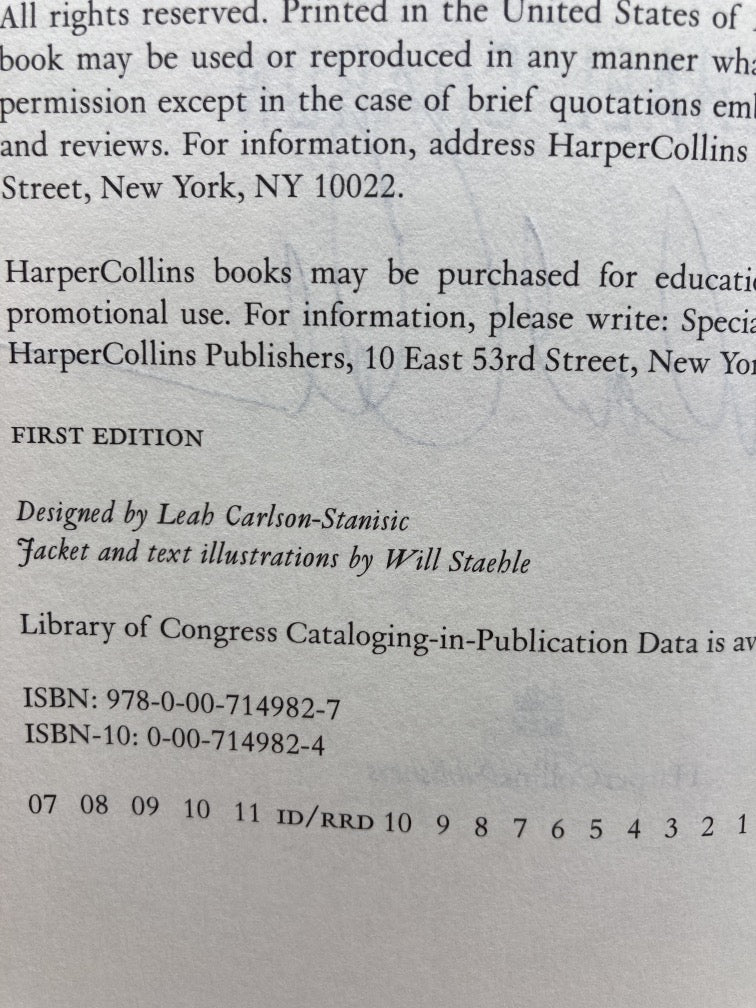 All rights reserved. Printed in the United States of
book may be used or reproduced in any manner wha
permission except in the case of brief quotations em
and reviews. For information, address HarperCollins
Street, New York, NY 10022.
HarperCollins books may be purchased for educati
promotional use. For information, please write: Specia
HarperCollins Publishers, 10 East 53rd Street, New Yor
FIRST EDITION
Designed by Leah Carlson-Stanisic
Jacket and text illustrations by Will Staehle
Library of Congress Cataloging-in-Publication Data is av
ISBN: 978-0-00-714982-7
ISBN-10: 0-00-714982-4
07 08 09 10 11 ID/RRD 10 9 8 7 6 5 4 3 2 1